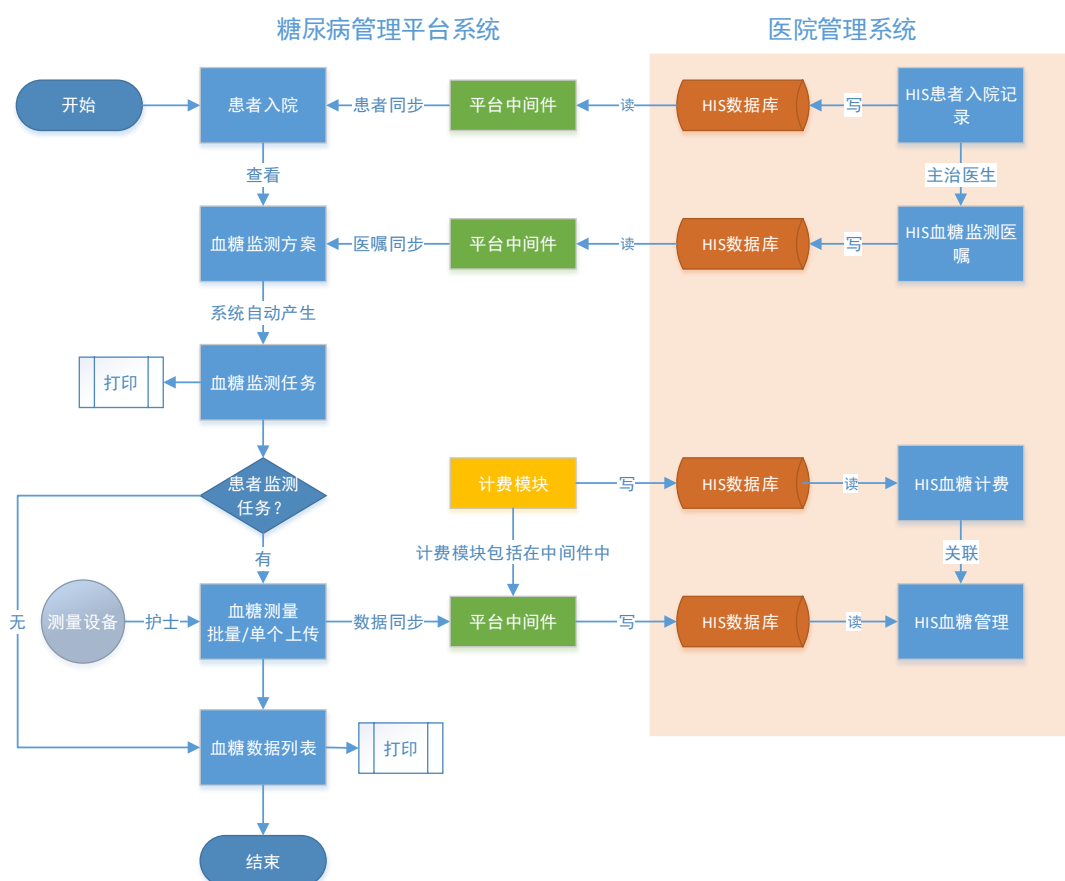 糖尿病管理平台系统
医院管理系统
开始
患者入院
患者同步
平台中间件
读
HIS数据库
写
HIS患者入院记
录
查看
主治医生
血糖监测方案
医嘱同步
平台中间件
读
HIS数据库
写
HIS血糖监测医
嘱
系统自动产生
打印
血糖监测任务
患者监测
任务?
计费模块
写
HIS数据库
读
HIS血糖计费
有
计费模块包括在中间件中
关联
无
测量设备
护士
血糖测量
批量/单个上传
数据同步
平台中间件
写
HIS数据库
读
HIS血糖管理
血糖数据列表
打印
结束